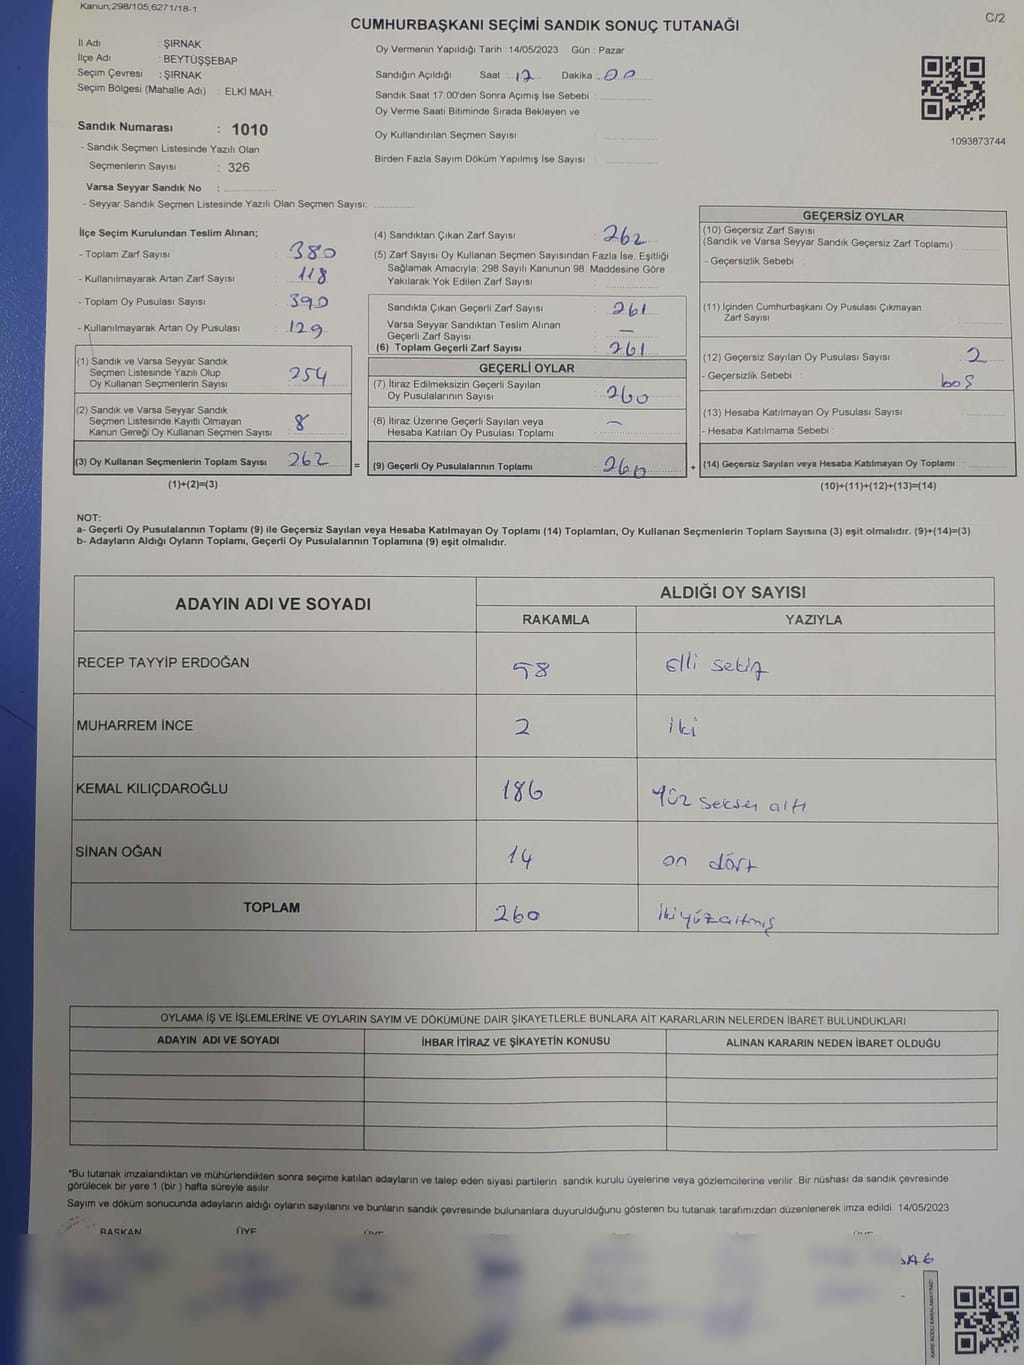 Kanun;298/105;6271/18-1
C/2
CUMHURBAŞKANI SEÇİMİ SANDIK SONUÇ TUTANAĞI
İl Adı : ŞIRNAK
İlçe Adı : BEYTÜŞŞEBAP
Seçim Çevresi : ŞIRNAK
Seçim Bölgesi (Mahalle Adı) : ELKİ MAH.
Sandık Numarası : 1010
- Sandık Seçmen Listesinde Yazılı Olan
Seçmenlerin Sayısı : 326
Varsa Seyyar Sandık No :
- Seyyar Sandık Seçmen Listesinde Yazılı Olan Seçmen Sayısı:
Oy Vermenin Yapıldığı Tarih : 14/05/2023 Gün : Pazar
Sandığın Açıldığı Saat : 17 Dakika : 00
Sandık Saat 17:00'den Sonra Açımış İse Sebebi :
Oy Verme Saati Bitiminde Sırada Bekleyen ve
Oy Kullandırılan Seçmen Sayısı :
Birden Fazla Sayım Döküm Yapılmış İse Sayısı :
1093873744
İlçe Seçim Kurulundan Teslim Alınan;
- Toplam Zarf Sayısı : 380
- Kullanılmayarak Artan Zarf Sayısı : 118
- Toplam Oy Pusulası Sayısı : 390
- Kullanılmayarak Artan Oy Pusulası : 129
(1) Sandık ve Varsa Seyyar Sandık
Seçmen Listesinde Yazılı Olup
Oy Kullanan Seçmenlerin Sayısı : 254
(2) Sandık ve Varsa Seyyar Sandık
Seçmen Listesinde Kayıtlı Olmayan
Kanun Gereği Oy Kullanan Seçmen Sayısı : 8
(3) Oy Kullanan Seçmenlerin Toplam Sayısı : 262 =
(1)+(2)=(3)
(4) Sandıktan Çıkan Zarf Sayısı : 262
(5) Zarf Sayısı Oy Kullanan Seçmen Sayısından Fazla İse, Eşitliği
Sağlamak Amacıyla; 298 Sayılı Kanunun 98. Maddesine Göre
Yakılarak Yok Edilen Zarf Sayısı :
Sandıkta Çıkan Geçerli Zarf Sayısı : 261
Varsa Seyyar Sandıktan Teslim Alınan
Geçerli Zarf Sayısı : —
(6) Toplam Geçerli Zarf Sayısı : 261
GEÇERLİ OYLAR
(7) İtiraz Edilmeksizin Geçerli Sayılan
Oy Pusulalarının Sayısı : 260
(8) İtiraz Üzerine Geçerli Sayılan veya
Hesaba Katılan Oy Pusulası Toplamı : —
(9) Geçerli Oy Pusulalarının Toplamı : 260 +
GEÇERSİZ OYLAR
(10) Geçersiz Zarf Sayısı
(Sandık ve Varsa Seyyar Sandık Geçersiz Zarf Toplamı) :
- Geçersizlik Sebebi :
(11) İçinden Cumhurbaşkanı Oy Pusulası Çıkmayan
Zarf Sayısı :
(12) Geçersiz Sayılan Oy Pusulası Sayısı : 2
- Geçersizlik Sebebi : boş
(13) Hesaba Katılmayan Oy Pusulası Sayısı :
- Hesaba Katılmama Sebebi :
(14) Geçersiz Sayılan veya Hesaba Katılmayan Oy Toplamı :
(10)+(11)+(12)+(13)=(14)
NOT:
a- Geçerli Oy Pusulalarının Toplamı (9) ile Geçersiz Sayılan veya Hesaba Katılmayan Oy Toplamı (14) Toplamları, Oy Kullanan Seçmenlerin Toplam Sayısına (3) eşit olmalıdır. (9)+(14)=(3)
b- Adayların Aldığı Oyların Toplamı, Geçerli Oy Pusulalarının Toplamına (9) eşit olmalıdır.
ADAYIN ADI VE SOYADI
ALDIĞI OY SAYISI
RAKAMLA YAZIYLA
RECEP TAYYİP ERDOĞAN 58 Elli sekiz
MUHARREM İNCE 2 iki
KEMAL KILIÇDAROĞLU 186 Yüz seksen altı
SİNAN OĞAN 14 on dört
TOPLAM 260 ikiyüzaltmış
OYLAMA İŞ VE İŞLEMLERİNE VE OYLARIN SAYIM VE DÖKÜMÜNE DAİR ŞİKAYETLERLE BUNLARA AİT KARARLARIN NELERDEN İBARET BULUNDUKLARI
ADAYIN ADI VE SOYADI İHBAR İTİRAZ VE ŞİKAYETİN KONUSU ALINAN KARARIN NEDEN İBARET OLDUĞU
*Bu tutanak imzalandıktan ve mühürlendikten sonra seçime katılan adayların ve talep eden siyasi partilerin sandık kurulu üyelerine veya gözlemcilerine verilir. Bir nüshası da sandık çevresinde
görülecek bir yere 1 (bir ) hafta süreyle asılır.
Sayım ve döküm sonucunda adayların aldığı oyların sayılarını ve bunların sandık çevresinde bulunanlara duyurulduğunu gösteren bu tutanak tarafımızdan düzenlenerek imza edildi. 14/05/2023
BAŞKAN ÜYE ÜYE ÜYE